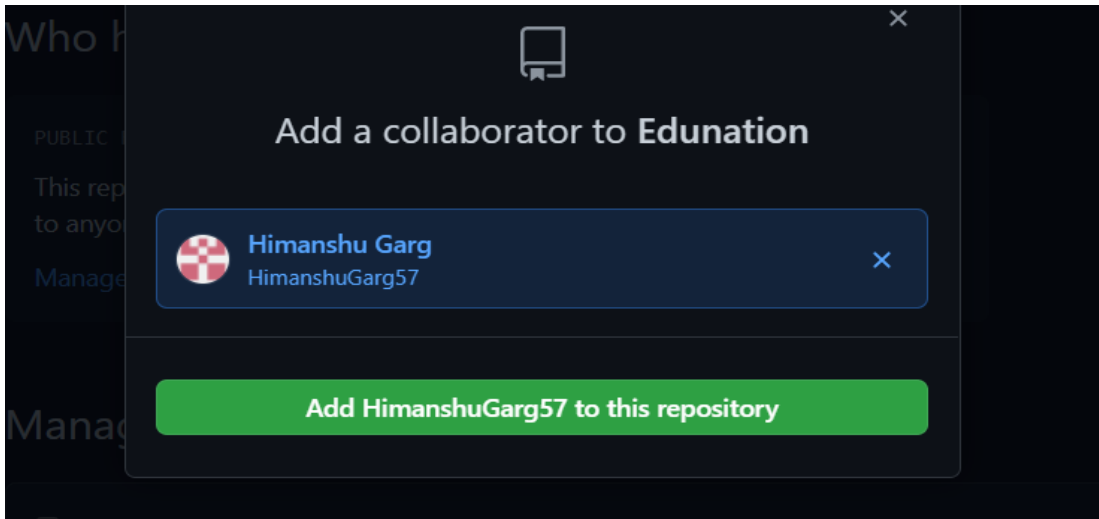 Who h
Add a collaborator to Edunation
PUBLIC
This rep
to anyo
Manage
Himanshu Garg
HimanshuGarg57
Add HimanshuGarg57 to this repository
Manag